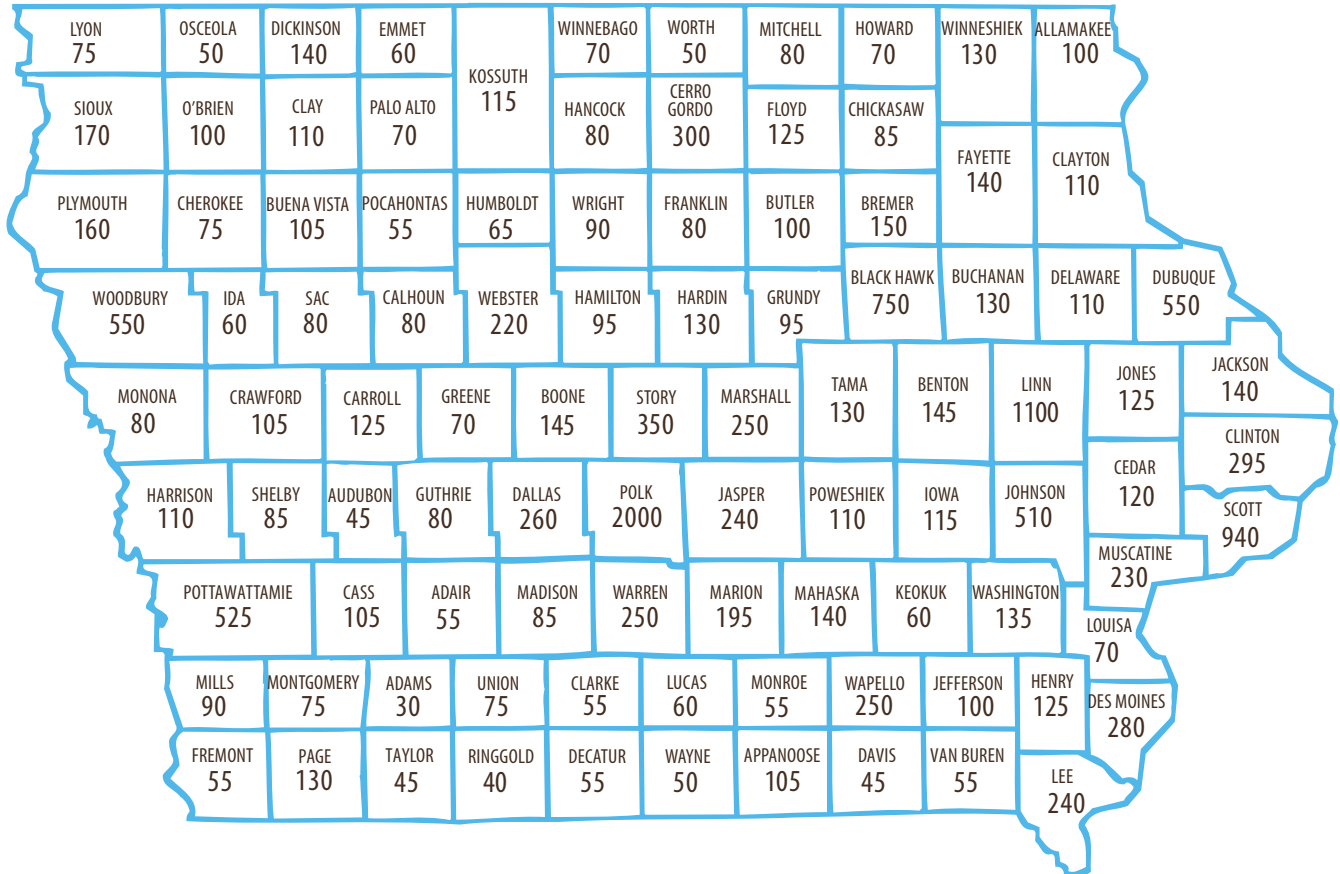 LYON
75
OSCEOLA
50
DICKINSON
140
EMMET
60
KOSSUTH
115
WINNEBAGO
70
WORTH
50
MITCHELL
80
HOWARD
70
WINNESHIEK
130
ALLAMAKEE
100
SIOUX
170
O'BRIEN
100
CLAY
110
PALO ALTO
70
HANCOCK
80
CERRO
GORDO
300
FLOYD
125
CHICKASAW
85
FAYETTE
140
CLAYTON
110
PLYMOUTH
160
CHEROKEE
75
BUENA VISTA
105
POCAHONTAS
55
HUMBOLDT
65
WRIGHT
90
FRANKLIN
80
BUTLER
100
BREMER
150
WOODBURY
550
IDA
60
SAC
80
CALHOUN
80
WEBSTER
220
HAMILTON
95
HARDIN
130
GRUNDY
95
BLACK HAWK
750
BUCHANAN
130
DELAWARE
110
DUBUQUE
550
MONONA
80
CRAWFORD
105
CARROLL
125
GREENE
70
BOONE
145
STORY
350
MARSHALL
250
TAMA
130
BENTON
145
LINN
1100
JONES
125
JACKSON
140
CLINTON
295
HARRISON
110
SHELBY
85
AUDUBON
45
GUTHRIE
80
DALLAS
260
POLK
2000
JASPER
240
POWESHIEK
110
IOWA
115
JOHNSON
510
CEDAR
120
SCOTT
940
MUSCATINE
230
POTTAWATTAMIE
525
CASS
105
ADAIR
55
MADISON
85
WARREN
250
MARION
195
MAHASKA
140
KEOKUK
60
WASHINGTON
135
LOUISA
70
MILLS
90
MONTGOMERY
75
ADAMS
30
UNION
75
CLARKE
55
LUCAS
60
MONROE
55
WAPELLO
250
JEFFERSON
100
HENRY
125
DES MOINES
280
FREMONT
55
PAGE
130
TAYLOR
45
RINGGOLD
40
DECATUR
55
WAYNE
50
APPANOOSE
105
DAVIS
45
VAN BUREN
55
LEE
240